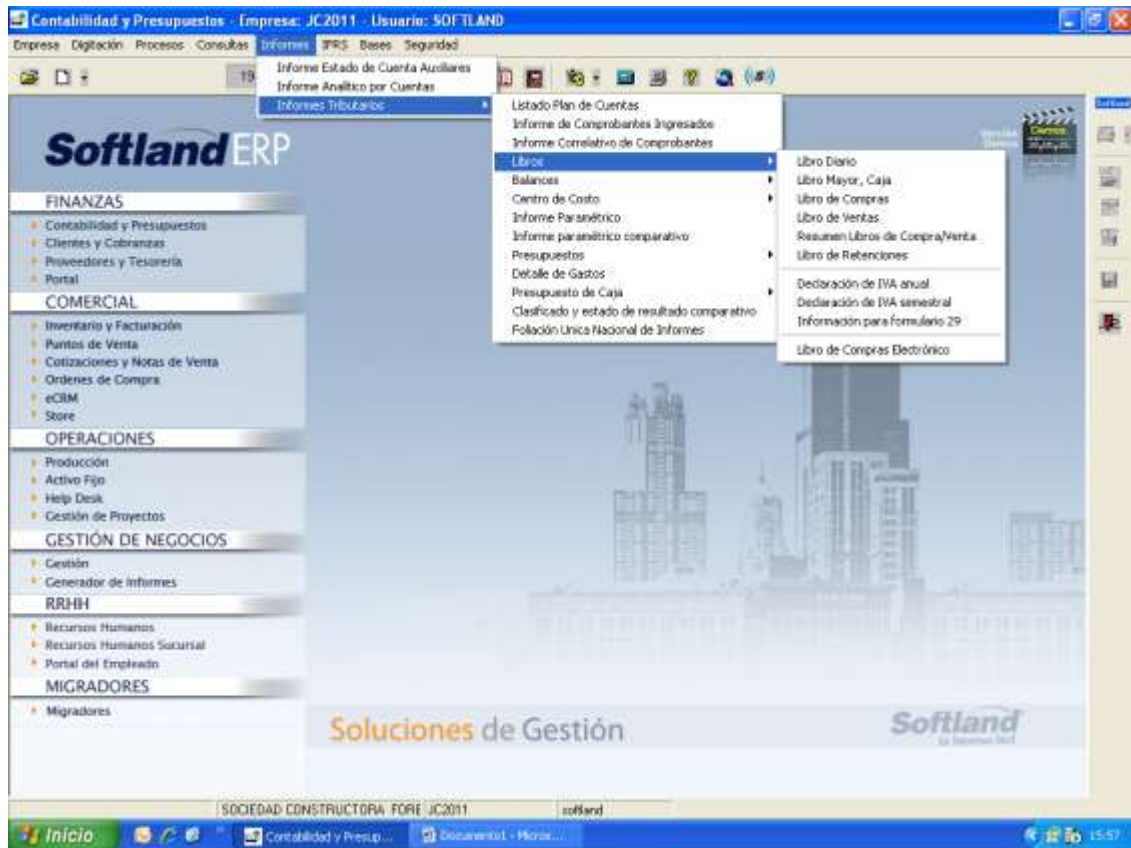 Contabilidad y Presupuestos - Empresa: JC2011 - Usuario: SOFTLAND
Empresa Digitación Procesos Consultas Informes IFRS Bases Seguridad
19
Informe Estado de Cuenta Auxiliares
Informe Analítico por Cuentas
Informes Tributarios
Listado Plan de Cuentas
Informe de Comprobantes Ingresados
Informe Correlativo de Comprobantes
Libros
Balances
Centro de Costo
Informe Paramétrico
Informe paramétrico comparativo
Presupuestos
Detalle de Gastos
Presupuesto de Caja
Clasificado y estado de resultado comparativo
Foliación Unica Nacional de Informes
Libro Diario
Libro Mayor, Caja
Libro de Compras
Libro de Ventas
Resumen Libros de Compra/Venta
Libro de Retenciones
Declaración de IVA anual
Declaración de IVA semestral
Información para formulario 29
Libro de Compras Electrónico
Softland ERP
FINANZAS
Contabilidad y Presupuestos
Clientes y Cobranzas
Proveedores y Tesorería
Portal
COMERCIAL
Inventario y Facturación
Puntos de Venta
Cotizaciones y Notas de Venta
Ordenes de Compra
eCRM
Store
OPERACIONES
Producción
Activo Fijo
Help Desk
Gestión de Proyectos
GESTIÓN DE NEGOCIOS
Gestión
Generador de Informes
RRHH
Recursos Humanos
Recursos Humanos Sucursal
Portal del Empleado
MIGRADORES
Migradores
Soluciones de Gestión
Softland
SOCIEDAD CONSTRUCTORA FORE JC2011 softland
Inicio Contabilidad y Presup... Documento1 - Micros... 15:57